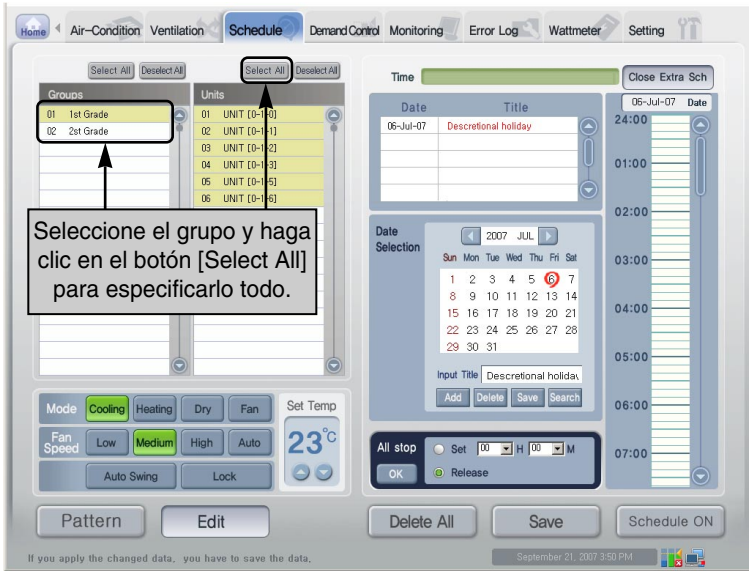 Home Air-Condition Ventilation Schedule Demand Control Monitoring Error Log Wattmeter Setting
Select All Deselect All Select All Deselect All
Groups Units
01 1st Grade
02 2st Grade
01 UNIT [0-1-0]
02 UNIT [0-1-1]
03 UNIT [0-1-2]
04 UNIT [0-1-3]
05 UNIT [0-1-5]
06 UNIT [0-1-6]
Seleccione el grupo y haga
clic en el botón [Select All]
para especificarlo todo.
Mode Cooling Heating Dry Fan
Fan Speed Low Medium High Auto
Auto Swing Lock
Set Temp
23°C
Pattern Edit
Time
Close Extra Sch
Date Title
06-Jul-07 Descretional holiday
Date
Selection
2007 JUL
Sun Mon Tue Wed Thu Fri Sat
1 2 3 4 5 6 7
8 9 10 11 12 13 14
15 16 17 18 19 20 21
22 23 24 25 26 27 28
29 30 31
Input Title Descretional holiday
Add Delete Save Search
All stop Set 00 H 00 M
OK Release
06-Jul-07 Date
24:00
01:00
02:00
03:00
04:00
05:00
06:00
07:00
Delete All Save Schedule ON
If you apply the changed data, you have to save the data.
September 21, 2007 3:50 PM